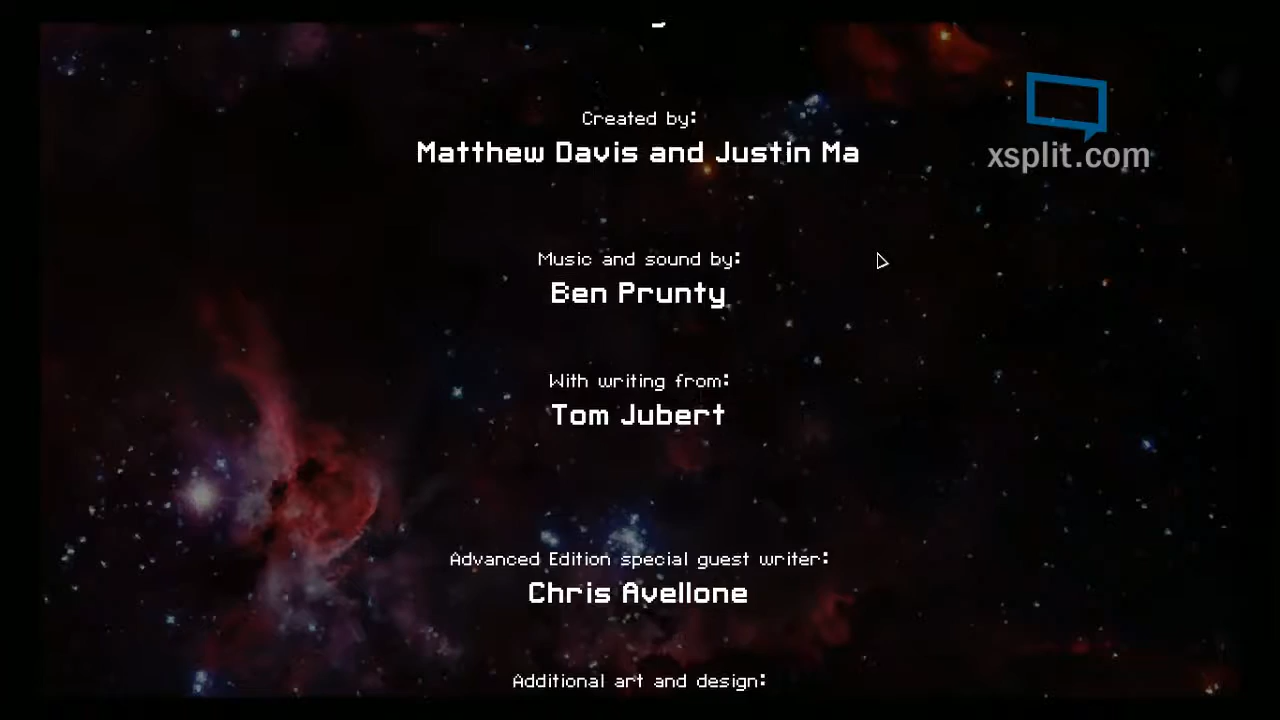 Created by:
Matthew Davis and Justin Ma
xsplit.com
Music and sound by:
Ben Prunty
With writing from:
Tom Jubert
Advanced Edition special guest writer:
Chris Avellone
Additional art and design: